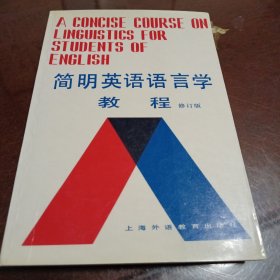 A CONCISE COURSE ON
LINGUISTICS FOR
STUDENTS OF
ENGLISH
简明英语语言学
教程 修订版
上海外语教育出版社